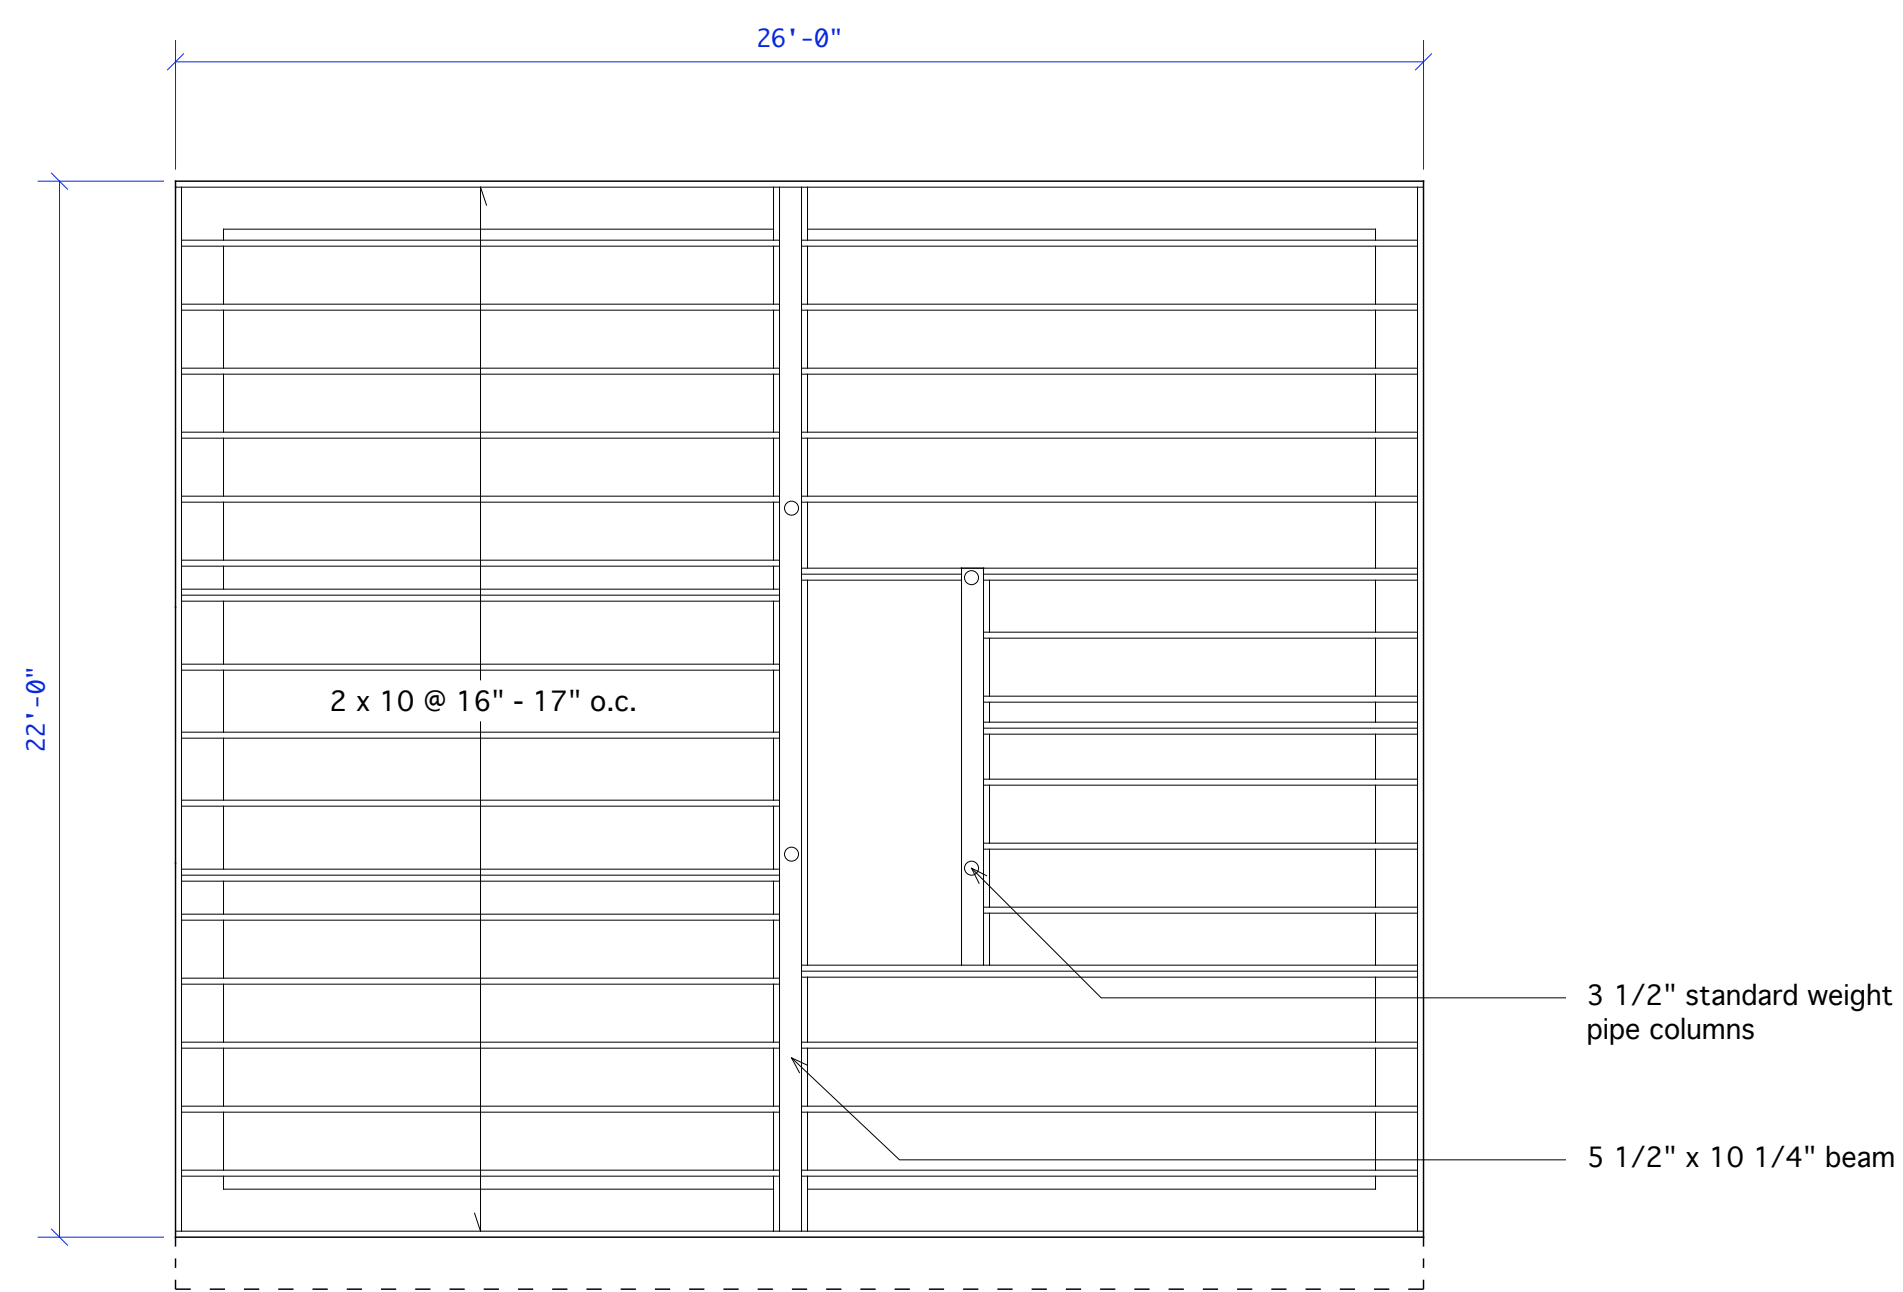 26'-0"
22'-0"
2 x 10 @ 16" - 17" o.c.
3 1/2" standard weight
pipe columns
5 1/2" x 10 1/4" beam